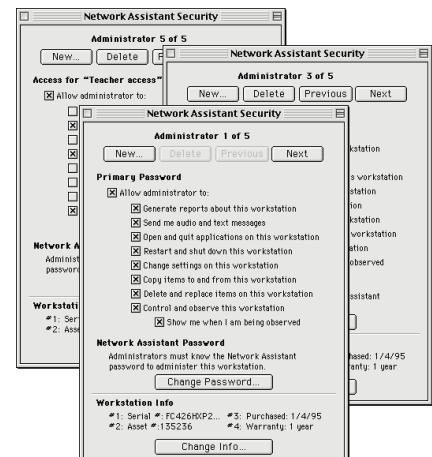 Network Assistant Security
Administrator 5 of 5
New... Delete
Access for “Teacher access”
Allow administrator to:
Network A
Administ
password
Workstati
#1: Ser
#2: Asse
Network Assistant Security
Administrator 3 of 5
New... Delete Previous Next
kstation
s workstation
station
ion
kstation
workstation
ation
observed
ssistant
hased: 1/4/95
ranty: 1 year
Network Assistant Security
Administrator 1 of 5
New... Delete Previous Next
Primary Password
Allow administrator to:
Generate reports about this workstation
Send me audio and text messages
Open and quit applications on this workstation
Restart and shut down this workstation
Change settings on this workstation
Copy items to and from this workstation
Delete and replace items on this workstation
Control and observe this workstation
Show me when I am being observed
Network Assistant Password
Administrators must know the Network Assistant
password to administer this workstation.
Change Password...
Workstation Info
#1: Serial #: FC426HXP2... #3: Purchased: 1/4/95
#2: Asset #:135236 #4: Warranty: 1 year
Change Info...